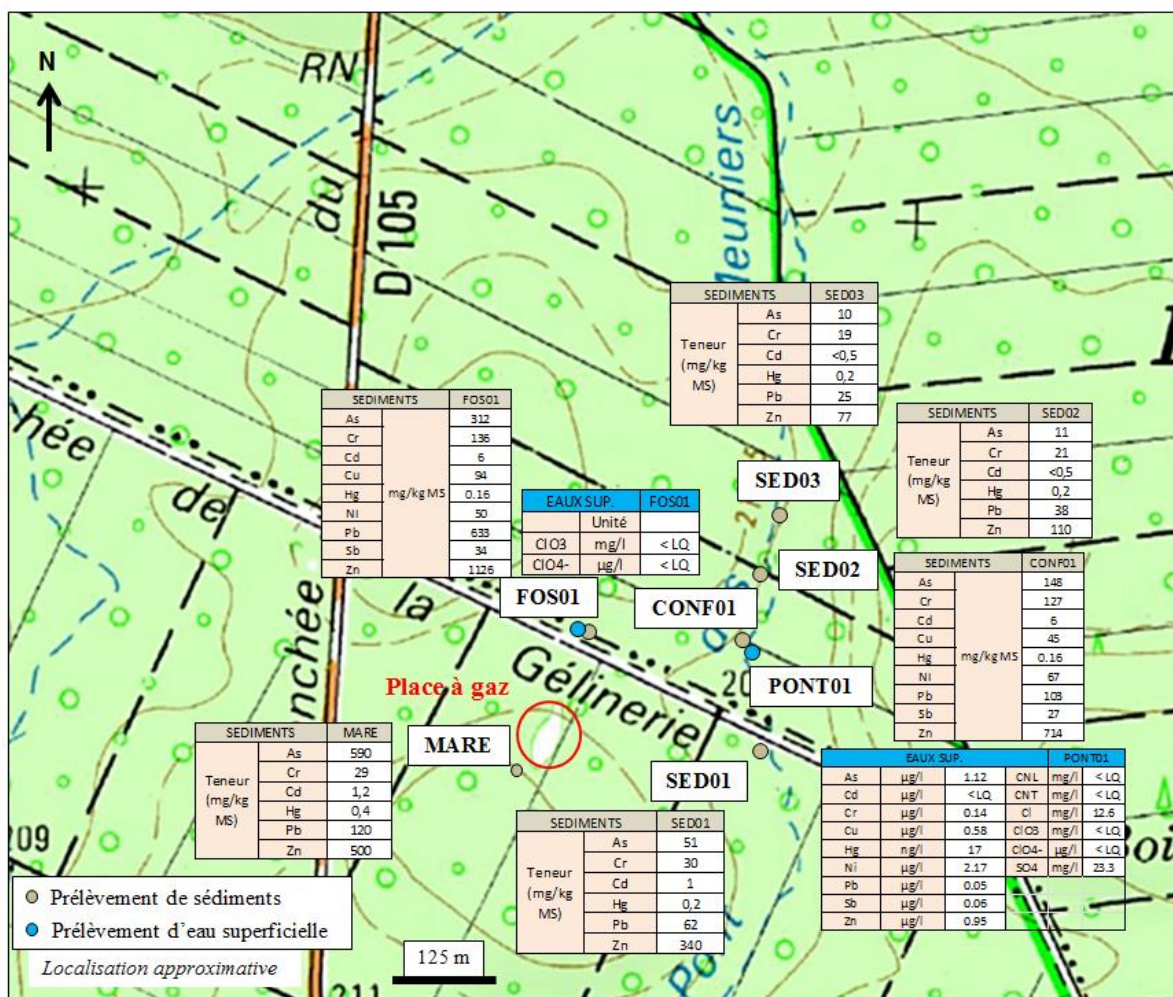 N
RN
du
D 105
Meuniers
SEDIMENTS SED03
Teneur (mg/kg MS)
As 10
Cr 19
Cd <0,5
Hg 0,2
Pb 25
Zn 77
SEDIMENTS FOS01
mg/kg MS
As 312
Cr 136
Cd 6
Cu 94
Hg 0.16
Ni 50
Pb 633
Sb 34
Zn 1126
SEDIMENTS SED02
Teneur (mg/kg MS)
As 11
Cr 21
Cd <0,5
Hg 0,2
Pb 38
Zn 110
hée
de
la
Gélinerie
nchée
EAUX SUP. FOS01
Unité
ClO3 mg/l <LQ
ClO4- µg/l <LQ
SED03
SED02
FOS01
CONF01
PONT01
SEDIMENTS CONF01
mg/kg MS
As 148
Cr 127
Cd 6
Cu 45
Hg 0.16
Ni 67
Pb 103
Sb 27
Zn 714
Place à gaz
MARE
SED01
20
SEDIMENTS MARE
Teneur (mg/kg MS)
As 590
Cr 29
Cd 1,2
Hg 0,4
Pb 120
Zn 500
SEDIMENTS SED01
Teneur (mg/kg MS)
As 51
Cr 30
Cd 1
Hg 0,2
Pb 62
Zn 340
EAUX SUP. PONT01
As µg/l 1.12 CNL mg/l <LQ
Cd µg/l <LQ CNT mg/l <LQ
Cr µg/l 0.14 Cl mg/l 12.6
Cu µg/l 0.58 ClO3 mg/l <LQ
Hg ng/l 17 ClO4- µg/l <LQ
Ni µg/l 2.17 SO4 mg/l 23.3
Pb µg/l 0.05
Sb µg/l 0.06
Zn µg/l 0.95
209
Boi
Pont
211
Prélèvement de sédiments
Prélèvement d'eau superficielle
Localisation approximative
125 m